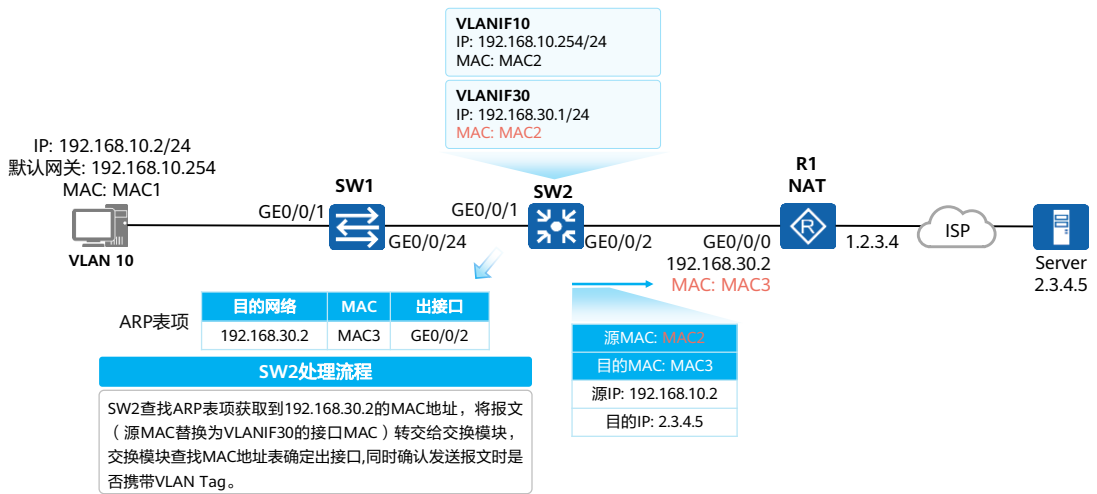 VLANIF10
IP: 192.168.10.254/24
MAC: MAC2
VLANIF30
IP: 192.168.30.1/24
MAC: MAC2
IP: 192.168.10.2/24
默认网关: 192.168.10.254
MAC: MAC1
VLAN 10
SW1
GE0/0/1
GE0/0/24
SW2
GE0/0/1
GE0/0/2
R1
NAT
R
GE0/0/0
192.168.30.2
MAC: MAC3
1.2.3.4
ISP
Server
2.3.4.5
ARP表项
目的网络 MAC 出接口
192.168.30.2 MAC3 GE0/0/2
源MAC: MAC2
目的MAC: MAC3
源IP: 192.168.10.2
目的IP: 2.3.4.5
SW2处理流程
SW2查找ARP表项获取到192.168.30.2的MAC地址，将报文
（源MAC替换为VLANIF30的接口MAC）转交给交换模块，
交换模块查找MAC地址表确定出接口,同时确认发送报文时是
否携带VLAN Tag。